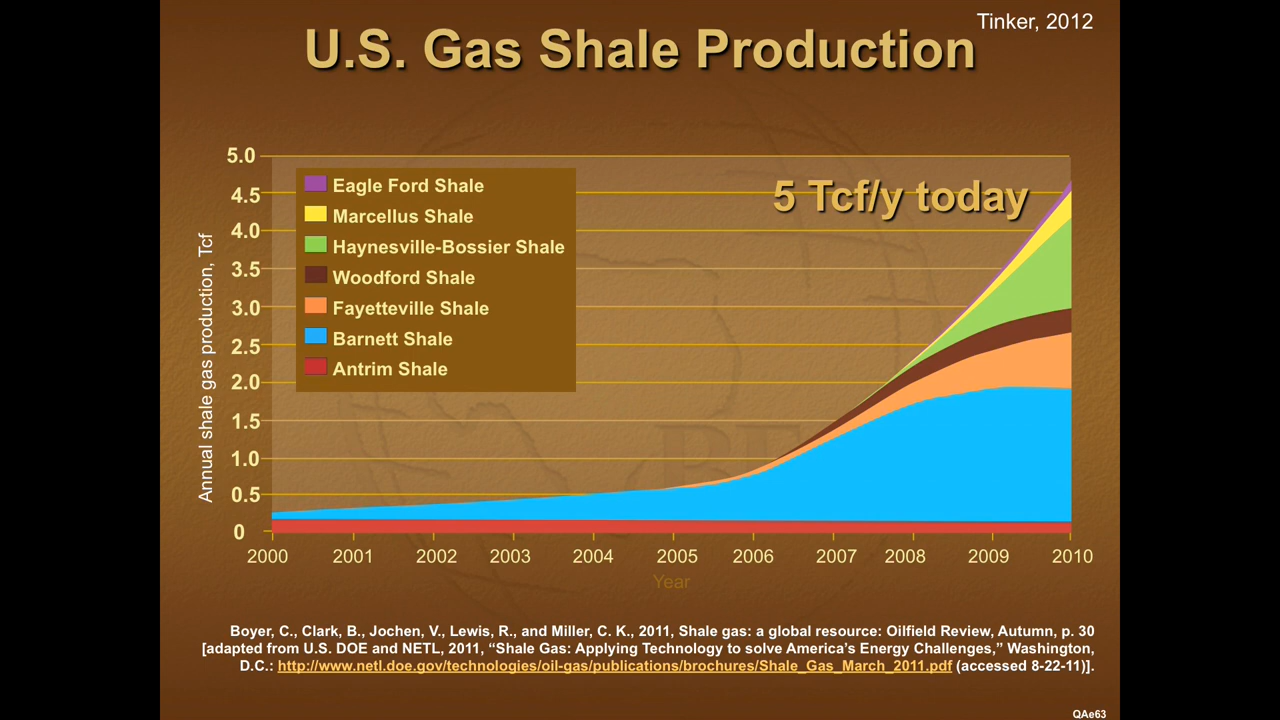 Tinker, 2012
U.S. Gas Shale Production
5 Tcf/y today
Annual shale gas production, Tcf
5.0
4.5
4.0
3.5
3.0
2.5
2.0
1.5
1.0
0.5
0
Eagle Ford Shale
Marcellus Shale
Haynesville-Bossier Shale
Woodford Shale
Fayetteville Shale
Barnett Shale
Antrim Shale
2000 2001 2002 2003 2004 2005 2006 2007 2008 2009 2010
Year
Boyer, C., Clark, B., Jochen, V., Lewis, R., and Miller, C. K., 2011, Shale gas: a global resource: Oilfield Review, Autumn, p. 30
[adapted from U.S. DOE and NETL, 2011, “Shale Gas: Applying Technology to solve America’s Energy Challenges,” Washington,
D.C.: http://www.netl.doe.gov/technologies/oil-gas/publications/brochures/Shale_Gas_March_2011.pdf (accessed 8-22-11)].
QAe63